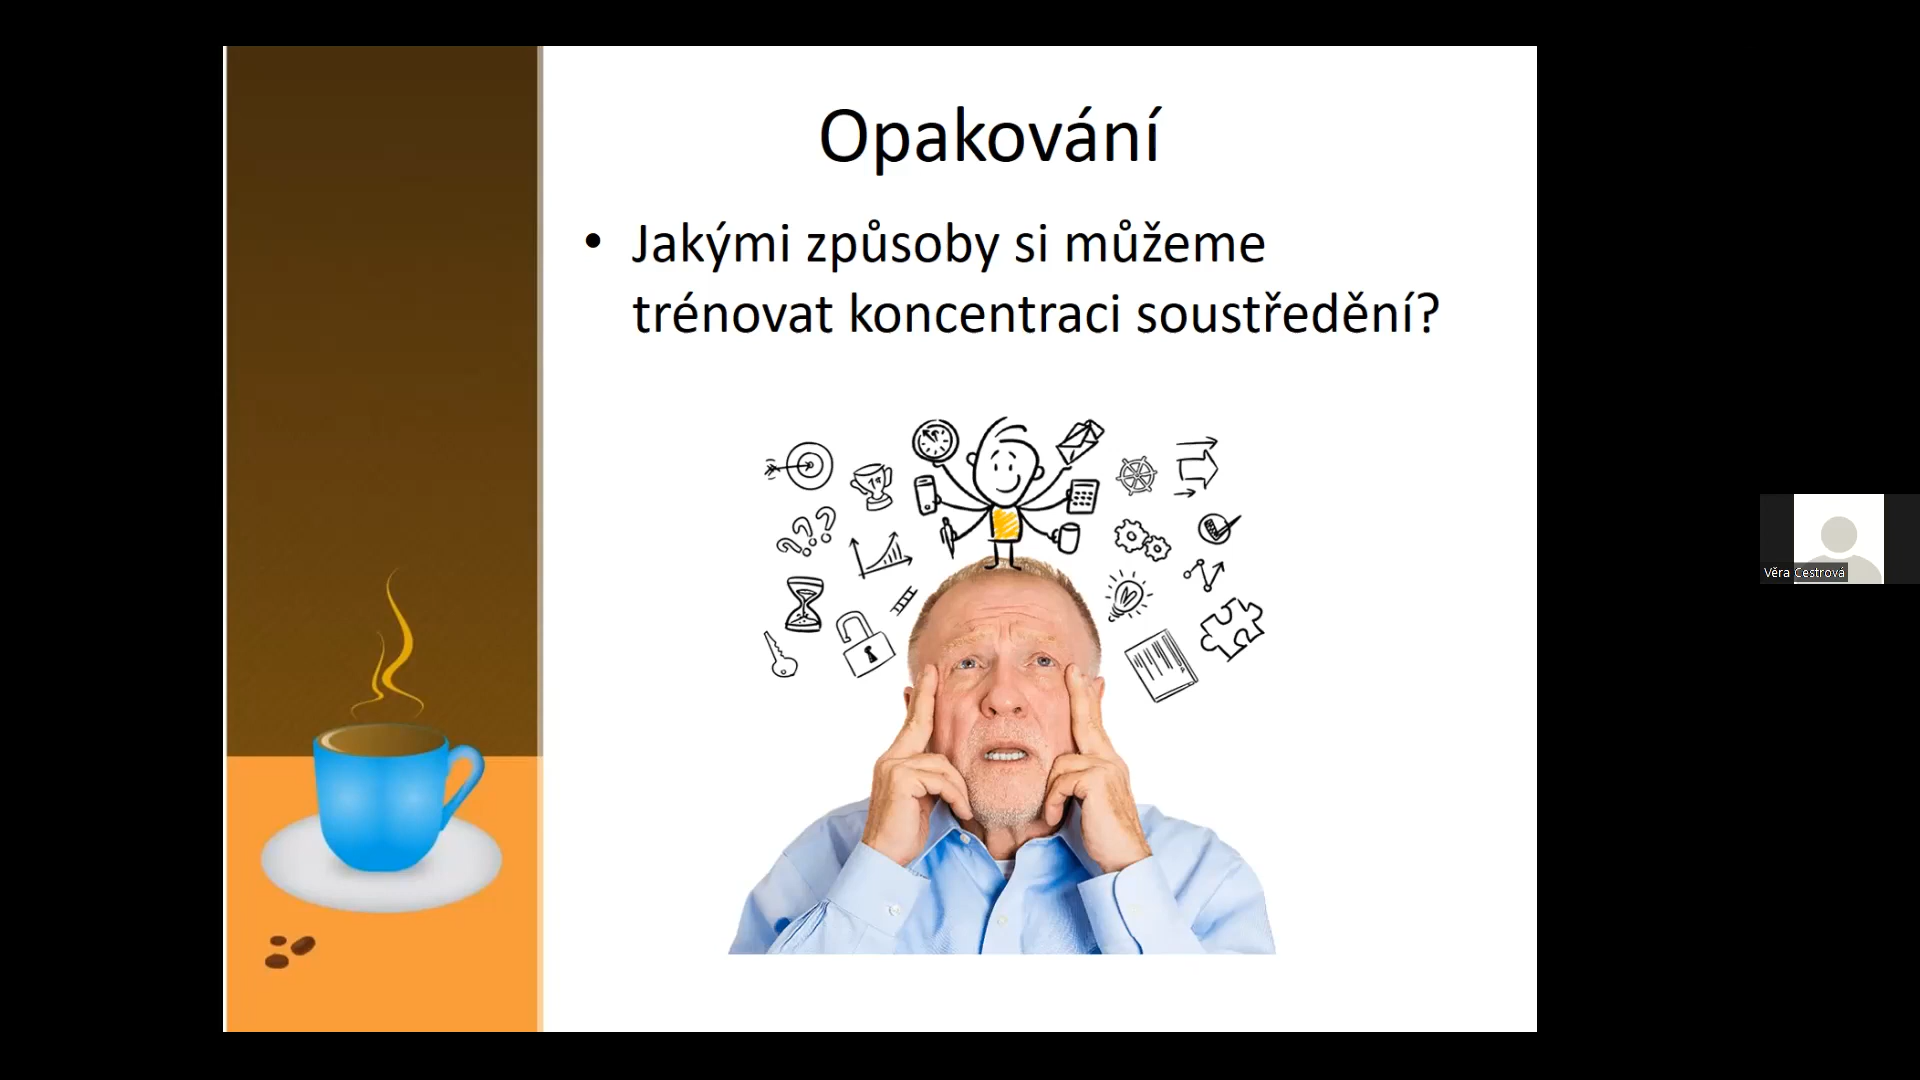 Opakování
• Jakými způsoby si můžeme
trénovat koncentraci soustředění?
Věra Cestrová